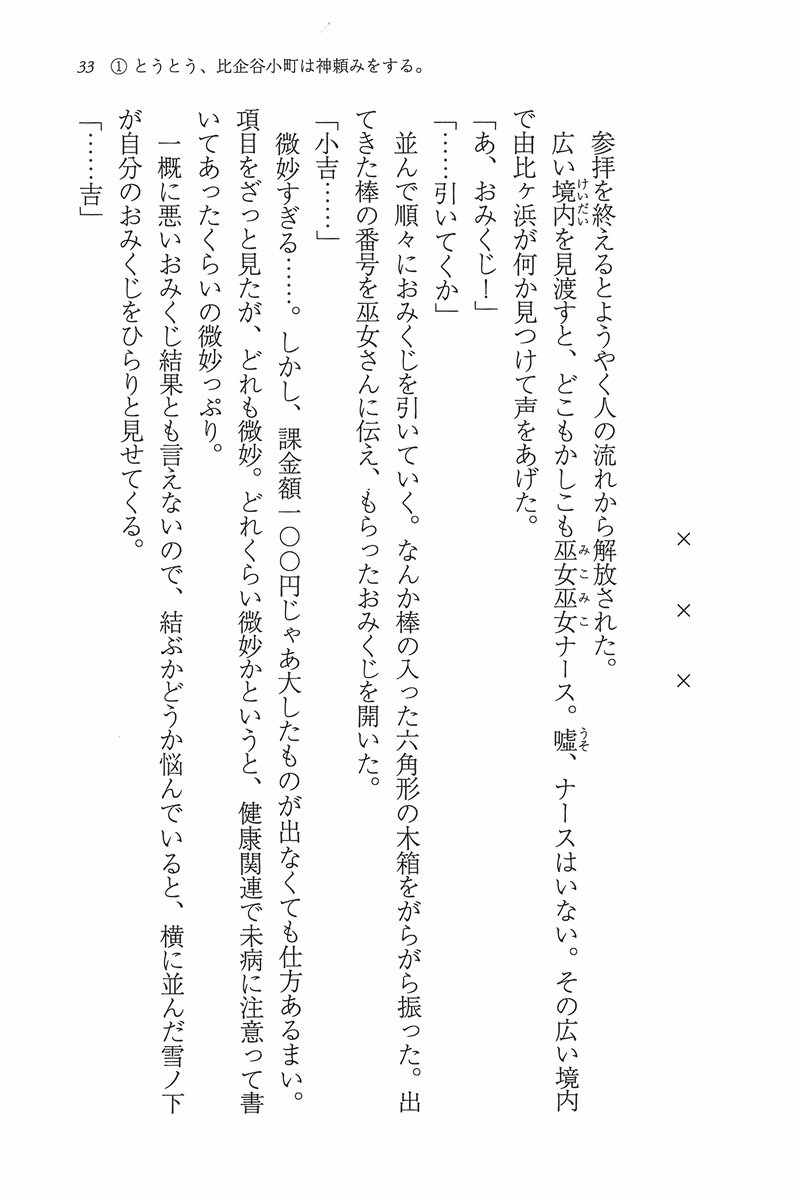 33 ① とうとう、比企谷小町は神頼みをする。
× × ×
参拝を終えるとようやく人の流れから解放された。
広い境内を見渡すと、どこもかしこも巫女巫女ナース。嘘、ナースはいない。その広い境内
けいだい
みこみこ
うそ
で由比ヶ浜が何か見つけて声をあげた。
「あ、おみくじ！」
「……引いてくか」
並んで順々におみくじを引いていく。なんか棒の入った六角形の木箱をがらがら振った。出
てきた棒の番号を巫女さんに伝え、もらったおみくじを開いた。
「小吉……」
微妙すぎる……。しかし、課金額一〇〇円じゃあ大したものが出なくても仕方あるまい。
項目をざっと見たが、どれも微妙。どれくらい微妙かというと、健康関連で未病に注意って書
いてあったくらいの微妙っぷり。
一概に悪いおみくじ結果とも言えないので、結ぶかどうか悩んでいると、横に並んだ雪ノ下
が自分のおみくじをひらりと見せてくる。
「……吉」